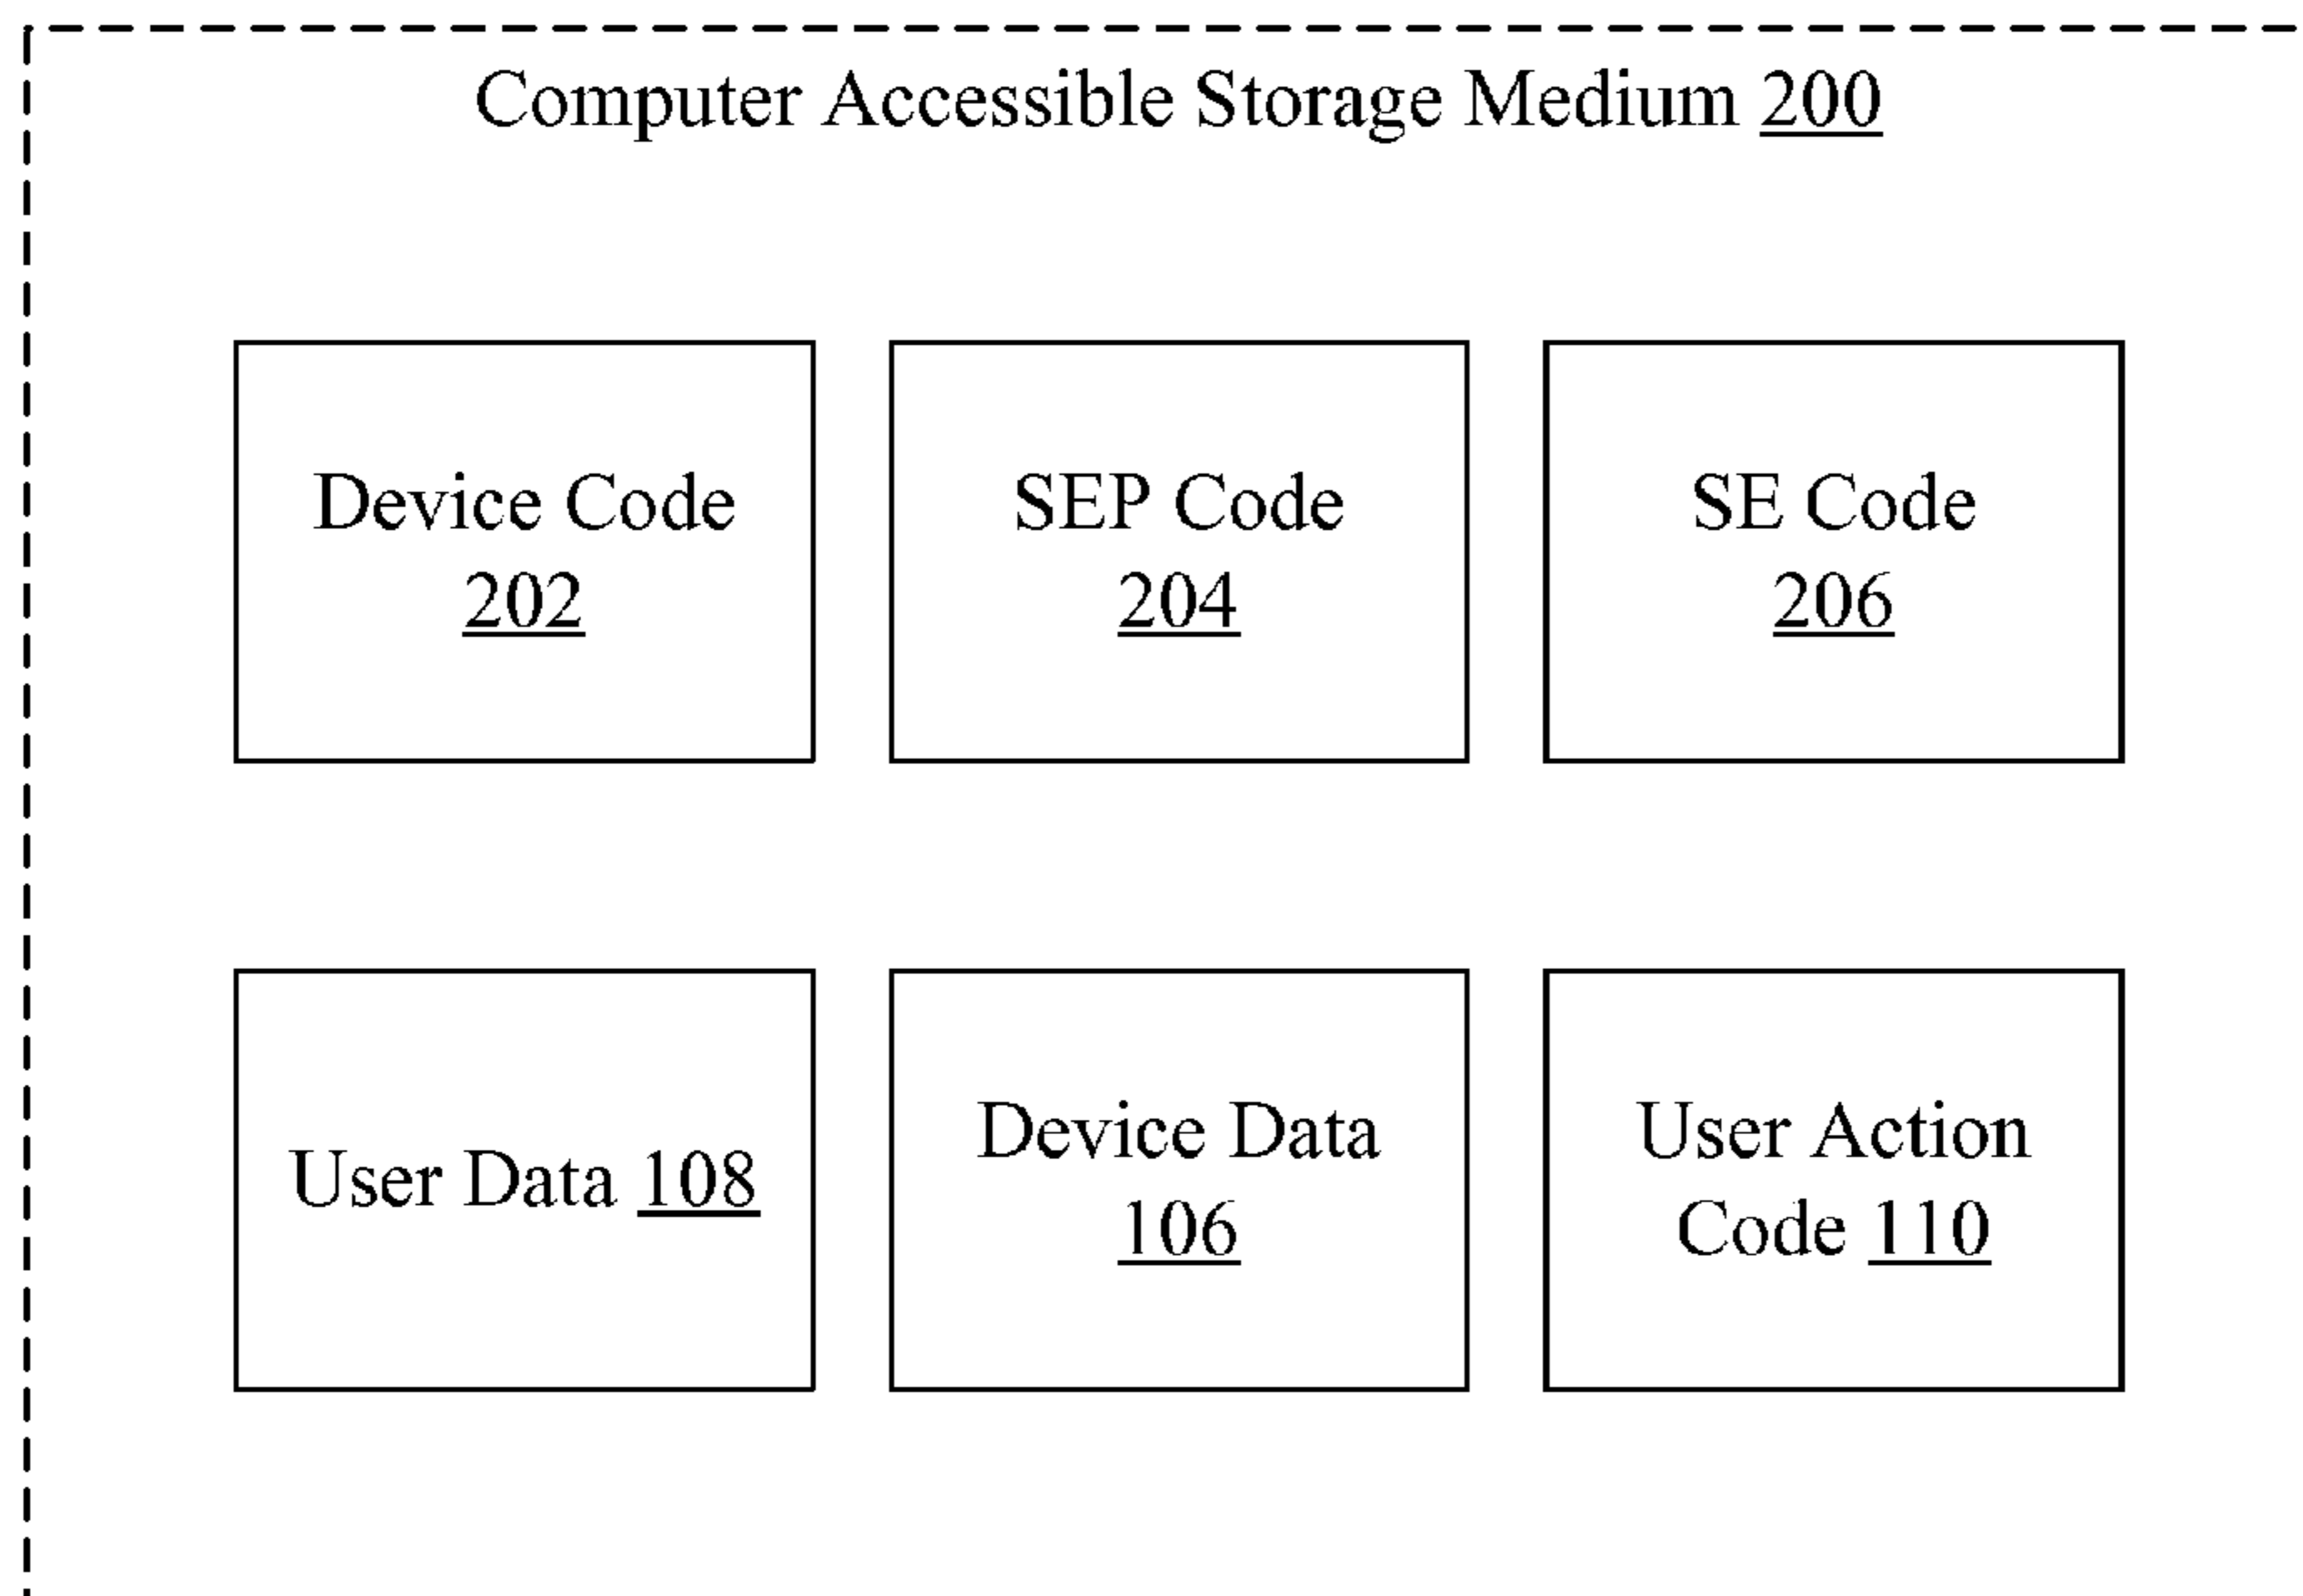 Computer Accessible Storage Medium 200
Device Code
202
SEP Code
204
SE Code
206
User Data 108
Device Data
106
User Action
Code 110